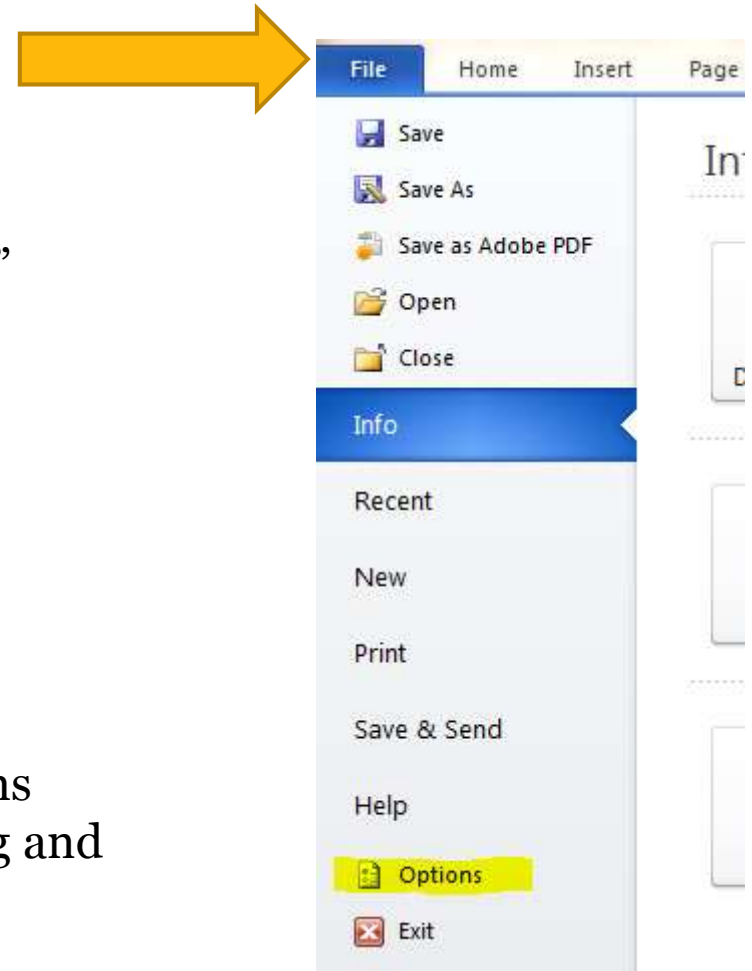 File Home Insert Page
Save
Save As
Save as Adobe PDF
Open
Close
Info
Recent
New
Print
Save & Send
Help
Options
Exit
g and